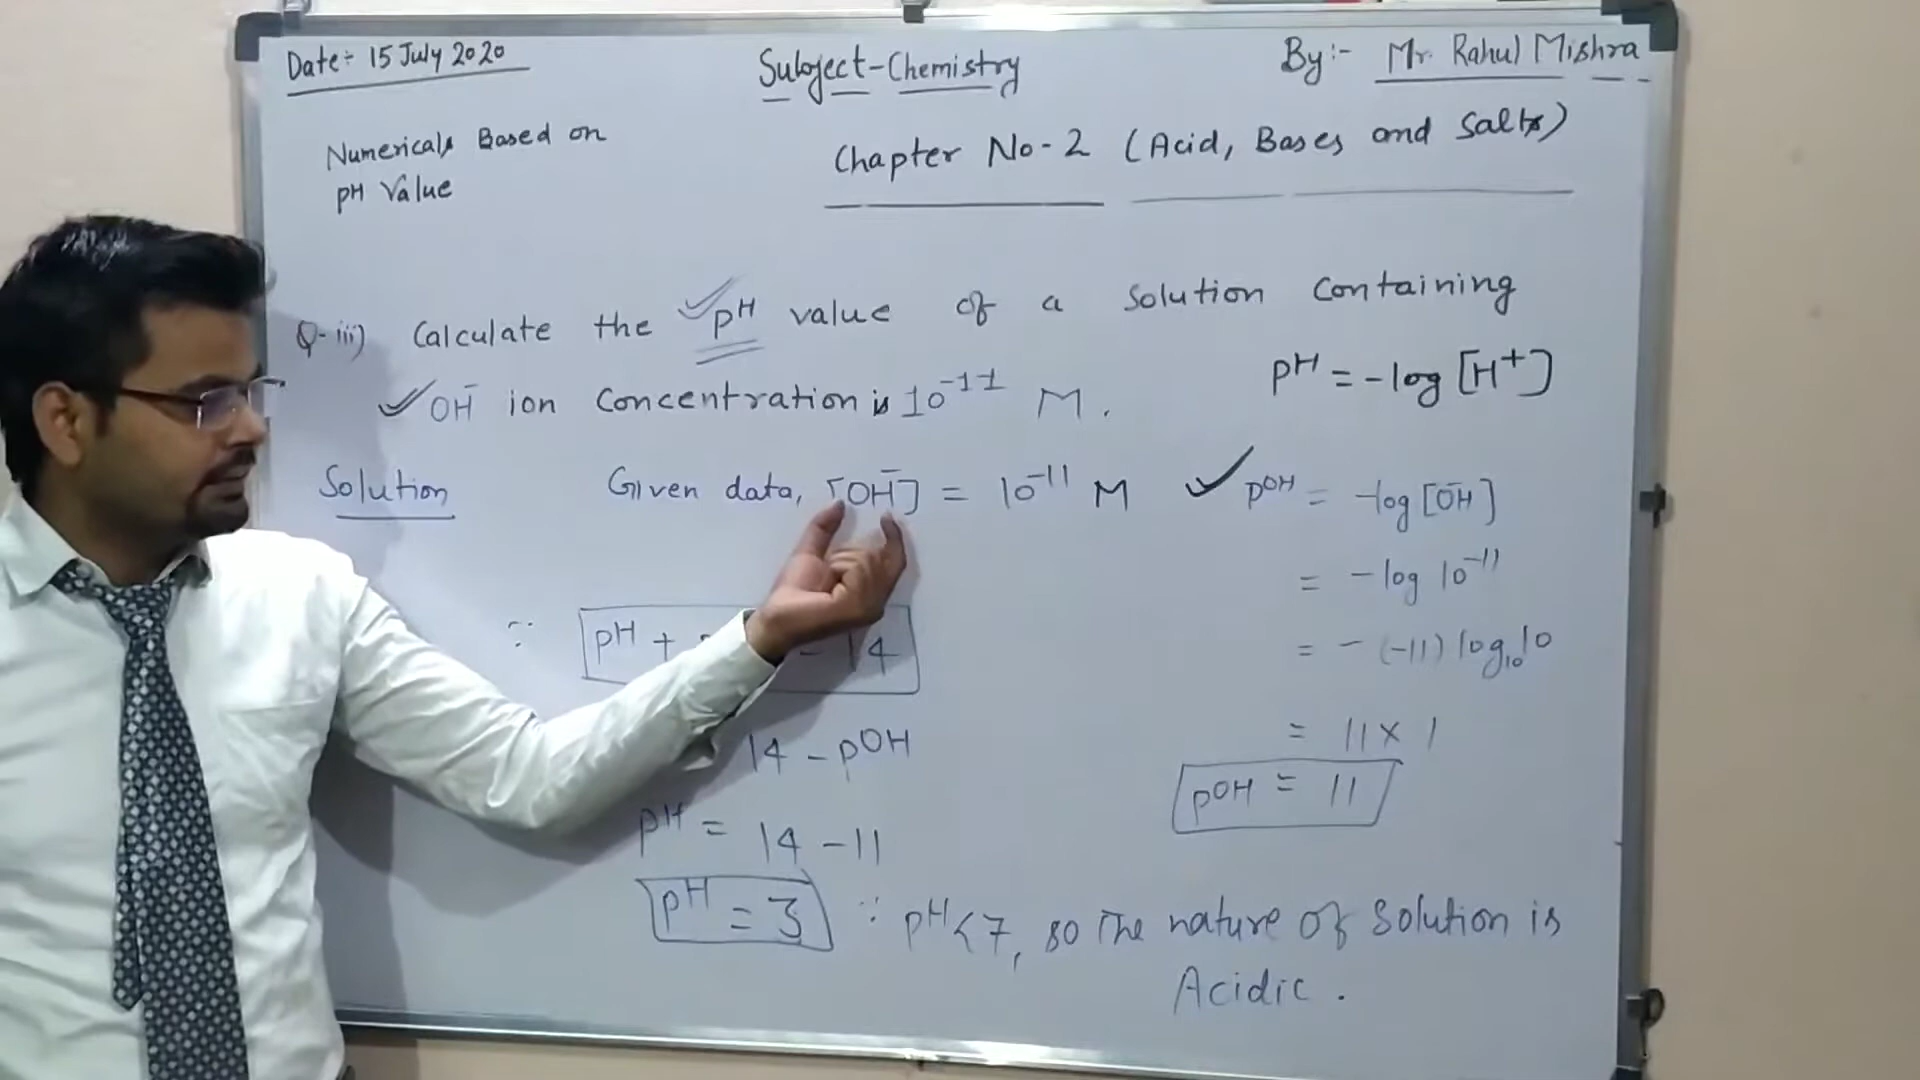 Date:- 15 July 2020
Subject-Chemistry
By:- Mr. Rahul Mishra
Numericals Based on
pH Value
Chapter No-2 (Acid, Bases and Salts)
Q-iii) Calculate the pH value of a solution containing
OH⁻ ion concentration is 10⁻¹¹ M.
pH = -log [H⁺]
Solution
Given data, [OH⁻] = 10⁻¹¹ M
pOH = -log [OH⁻]
= -log 10⁻¹¹
= -(-11) log₁₀10
= 11 x 1
pOH = 11
∵ pH + 14
14 - pOH
pH = 14 - 11
pH = 3 ∵ pH < 7, so The nature of solution is
Acidic.